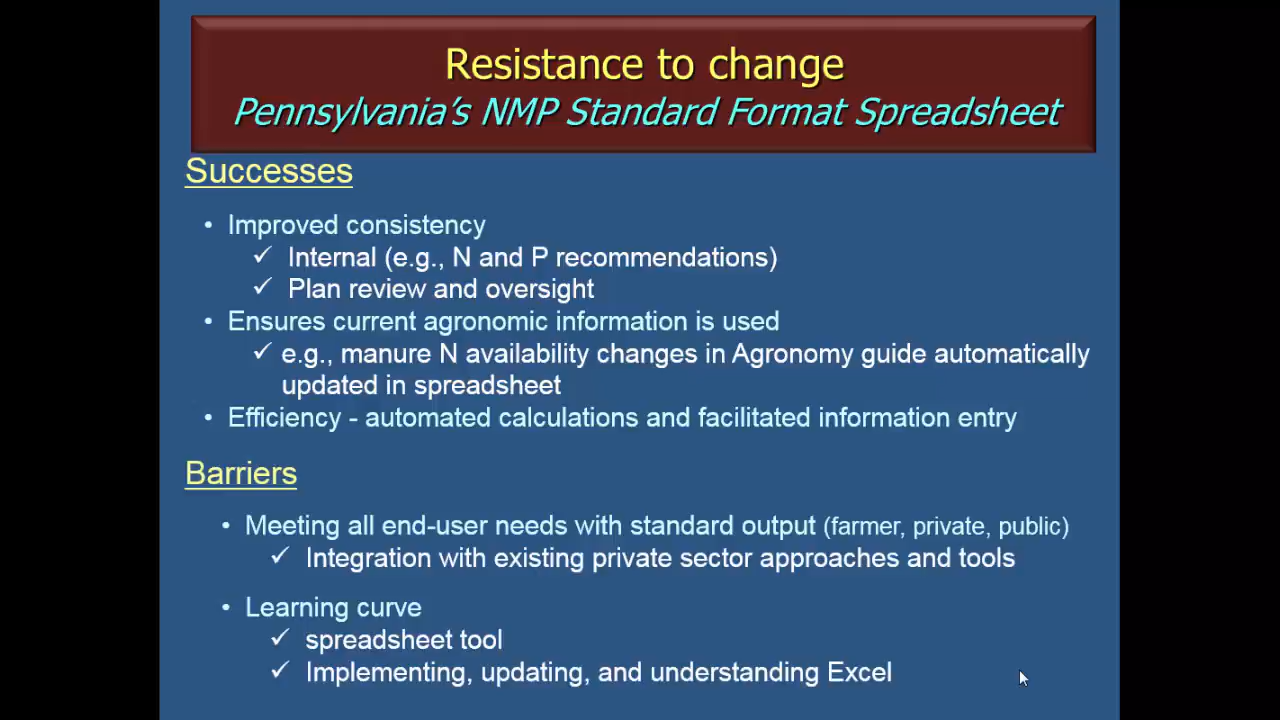 Resistance to change
Pennsylvania's NMP Standard Format Spreadsheet
Successes
• Improved consistency
✓ Internal (e.g., N and P recommendations)
✓ Plan review and oversight
• Ensures current agronomic information is used
✓ e.g., manure N availability changes in Agronomy guide automatically
updated in spreadsheet
• Efficiency - automated calculations and facilitated information entry
Barriers
• Meeting all end-user needs with standard output (farmer, private, public)
✓ Integration with existing private sector approaches and tools
• Learning curve
✓ spreadsheet tool
✓ Implementing, updating, and understanding Excel